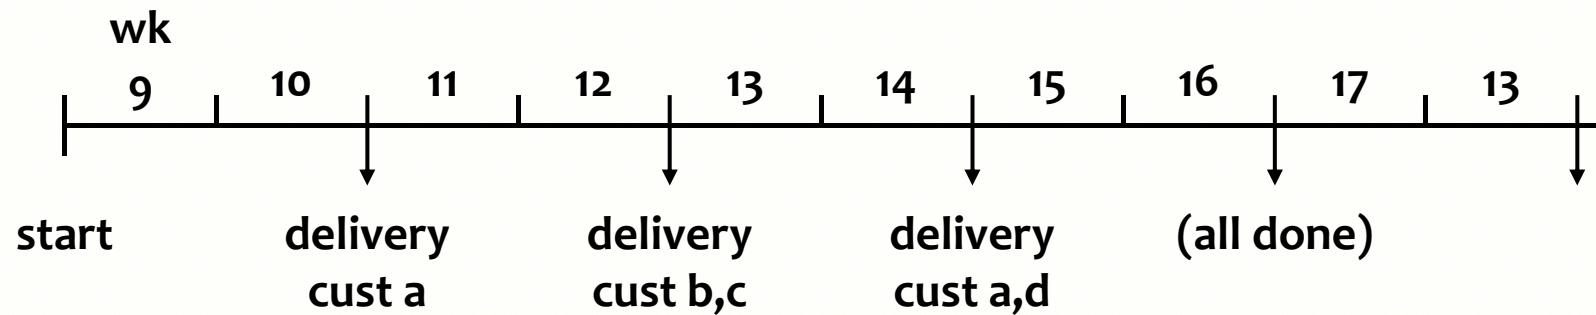 wk
9 10 11 12 13 14 15 16 17 13
start delivery delivery delivery (all done)
cust a cust b,c cust a,d